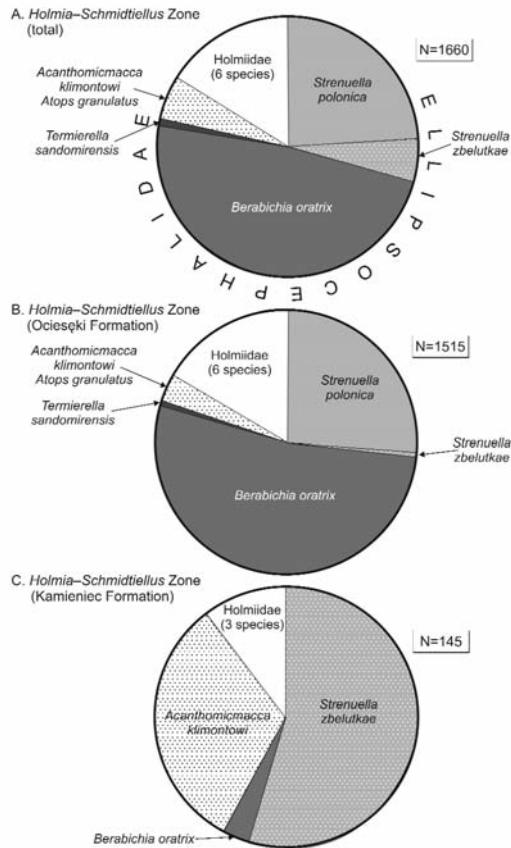 A. Holmia–Schmidtiellus Zone
(total)
N=1660
Holmiidae
(6 species)
Acanthomicmacca
klimontowi
Atops granulatus
Strenuella
polonica
Termierella
sandomirensis
Strenuella
zbelutkae
Berabichia oratrix
ELLIPSOCEPHALIDAE
B. Holmia–Schmidtiellus Zone
(Ociesęki Formation)
N=1515
Acanthomicmacca
klimontowi
Atops granulatus
Holmiidae
(6 species)
Strenuella
polonica
Termierella
sandomirensis
Strenuella
zbelutkae
Berabichia oratrix
C. Holmia–Schmidtiellus Zone
(Kamieniec Formation)
Holmiidae
(3 species)
N=145
Strenuella
zbelutkae
Acanthomicmacca
klimontowi
Berabichia oratrix